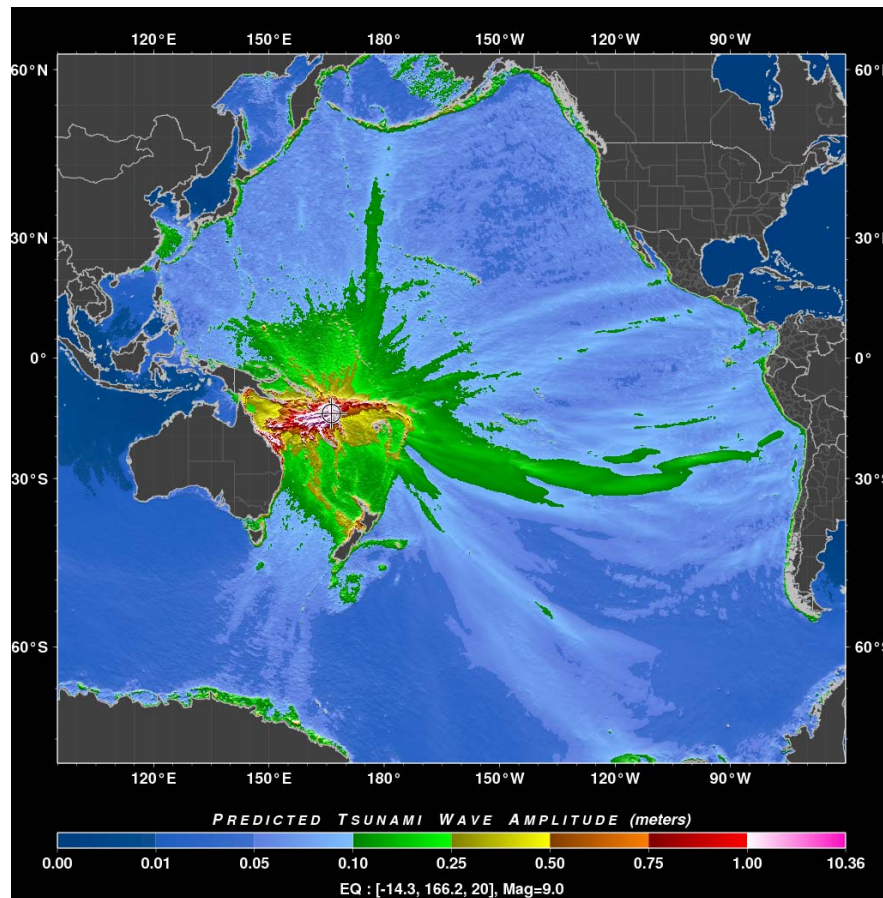 120°E 150°E 180° 150°W 120°W 90°W
60°N 60°N
30°N 30°N
0° 0°
30°S 30°S
60°S 60°S
120°E 150°E 180° 150°W 120°W 90°W
PREDICTED TSUNAMI WAVE AMPLITUDE (meters)
0.00 0.01 0.05 0.10 0.25 0.50 0.75 1.00 10.36
EQ : [-14.3, 166.2, 20], Mag=9.0